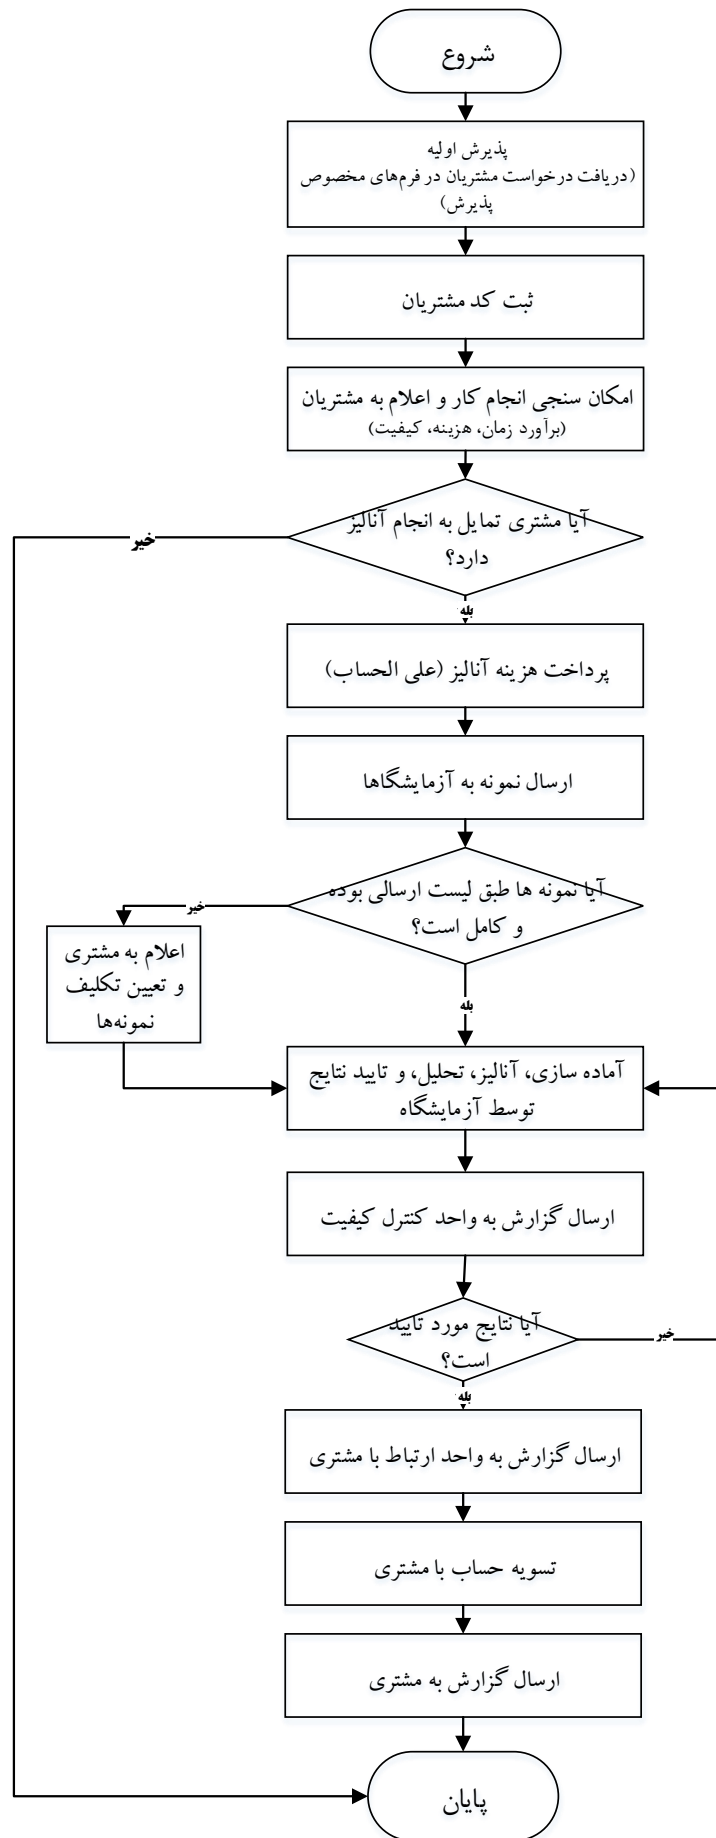 شروع
پذیرش اولیه
(دریافت درخواست مشتریان در فرم‌های مخصوص
پذیرش)
ثبت کد مشتریان
امکان سنجی انجام کار و اعلام به مشتریان
(برآورد زمان، هزینه، کیفیت)
آیا مشتری تمایل به انجام آنالیز
دارد؟
خیر
بله
پرداخت هزینه آنالیز (علی الحساب)
ارسال نمونه به آزمایشگاها
آیا نمونه ها طبق لیست ارسالی بوده
و کامل است؟
خیر
اعلام به مشتری
و تعیین تکلیف
نمونه‌ها
بله
آماده سازی، آنالیز، تحلیل، و تایید نتایج
توسط آزمایشگاه
ارسال گزارش به واحد کنترل کیفیت
آیا نتایج مورد تایید
است؟
خیر
بله
ارسال گزارش به واحد ارتباط با مشتری
تسویه حساب با مشتری
ارسال گزارش به مشتری
پایان